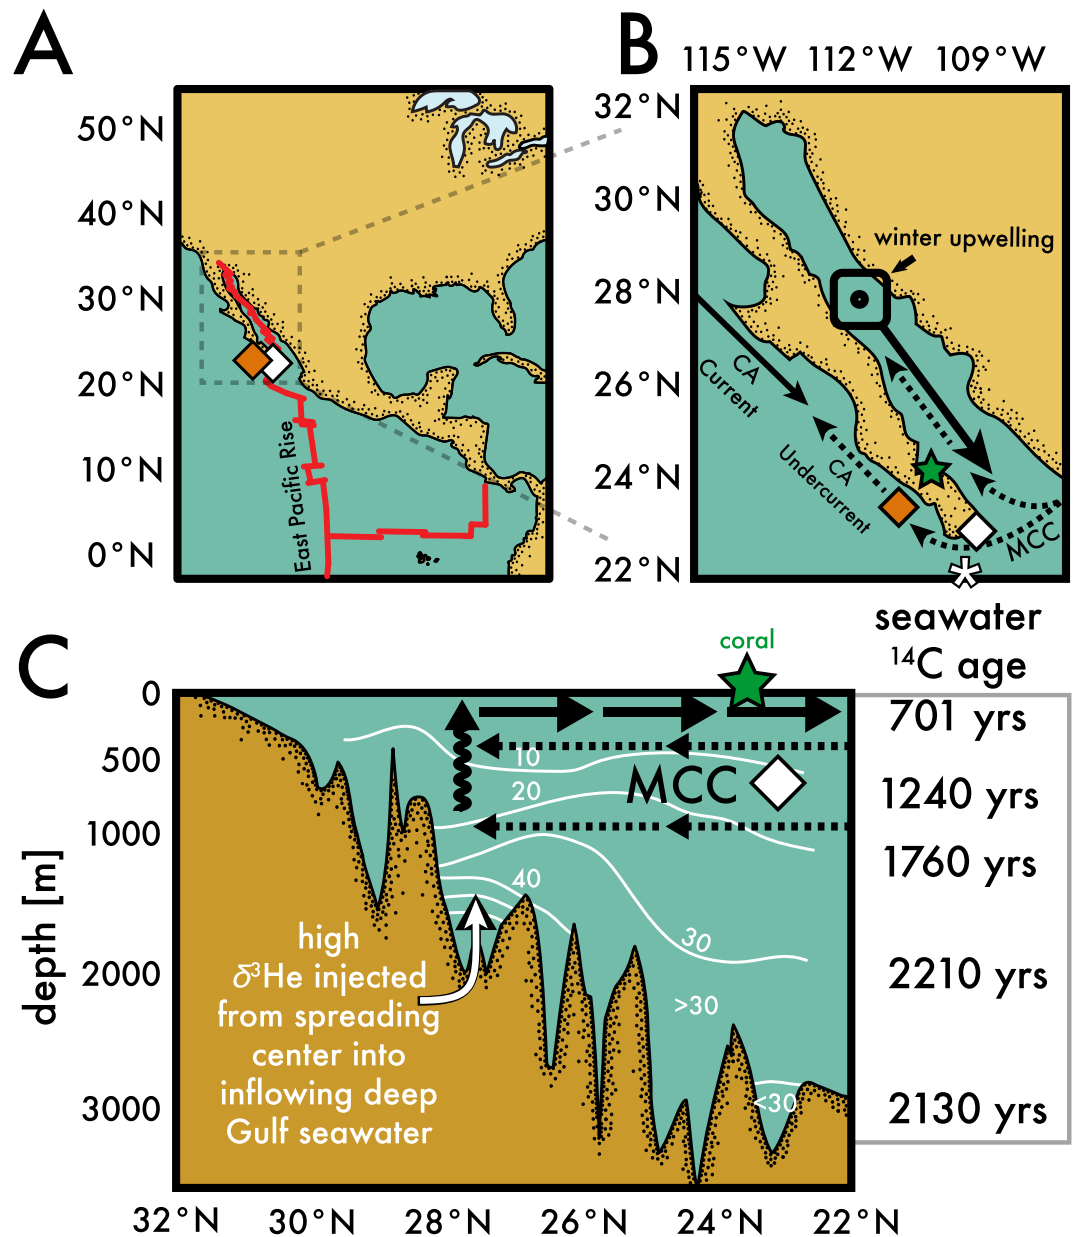 A
50°N
40°N
30°N
20°N
10°N
0°N
East Pacific Rise
B
115°W 112°W 109°W
32°N
30°N
28°N
26°N
24°N
22°N
winter upwelling
CA
Current
CA
Undercurrent
MCC
*
seawater
14C age
701 yrs
1240 yrs
1760 yrs
2210 yrs
2130 yrs
C
coral
depth [m]
0
500
1000
2000
3000
10
20
MCC
40
30
>30
<30
high
δ3He injected
from spreading
center into
inflowing deep
Gulf seawater
32°N 30°N 28°N 26°N 24°N 22°N